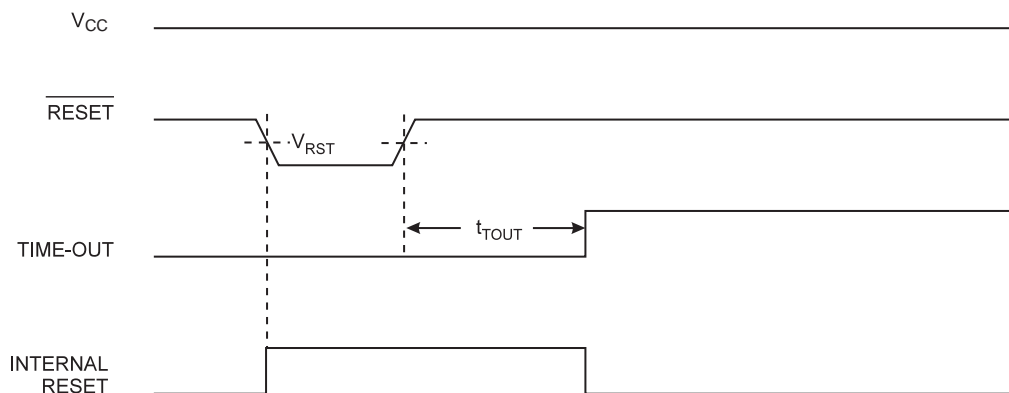 VCC
RESET
VRST
tTOUT
TIME-OUT
INTERNAL
RESET